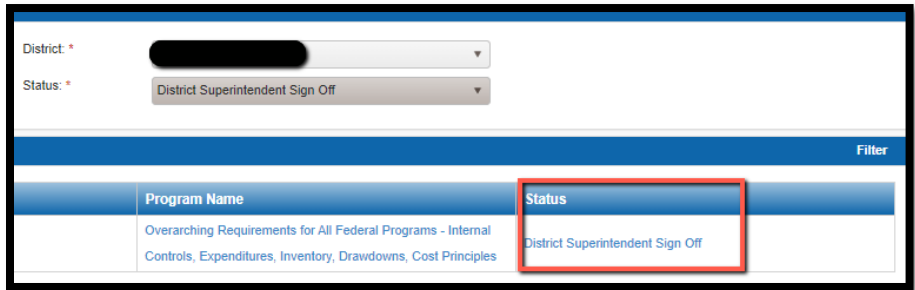 District: *
Status: *
District Superintendent Sign Off
Filter
Program Name
Status
Overarching Requirements for All Federal Programs - Internal
Controls, Expenditures, Inventory, Drawdowns, Cost Principles
District Superintendent Sign Off